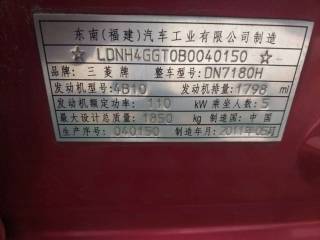 东南(福建)汽车工业有限公司制造
☆ LDNH4GGT0B0040150 ☆
品牌: 三菱牌 整车型号: DN7180H
发动机型号: 4B10 发动机排量: 1798 ml
发动机额定功率: 110 kW 乘坐人数: 5
最大设计总质量: 1850 kg 制造国: 中国
生产序号: 040150 制造年月: 2011年05月